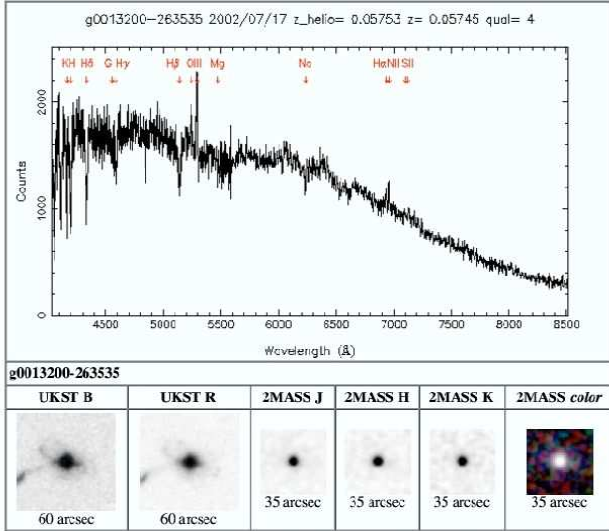 g0013200-263535 2002/07/17 z_helio= 0.05753 z= 0.05745 qual= 4
KH Hδ G Hγ Hβ OIII Mg Na Hα NII SII
2000
1000
0
Counts
4500 5000 5500 6000 6500 7000 7500 8000 8500
Wavelength (Å)
g0013200-263535
UKST B UKST R 2MASS J 2MASS H 2MASS K 2MASS color
60 arcsec 60 arcsec 35 arcsec 35 arcsec 35 arcsec 35 arcsec